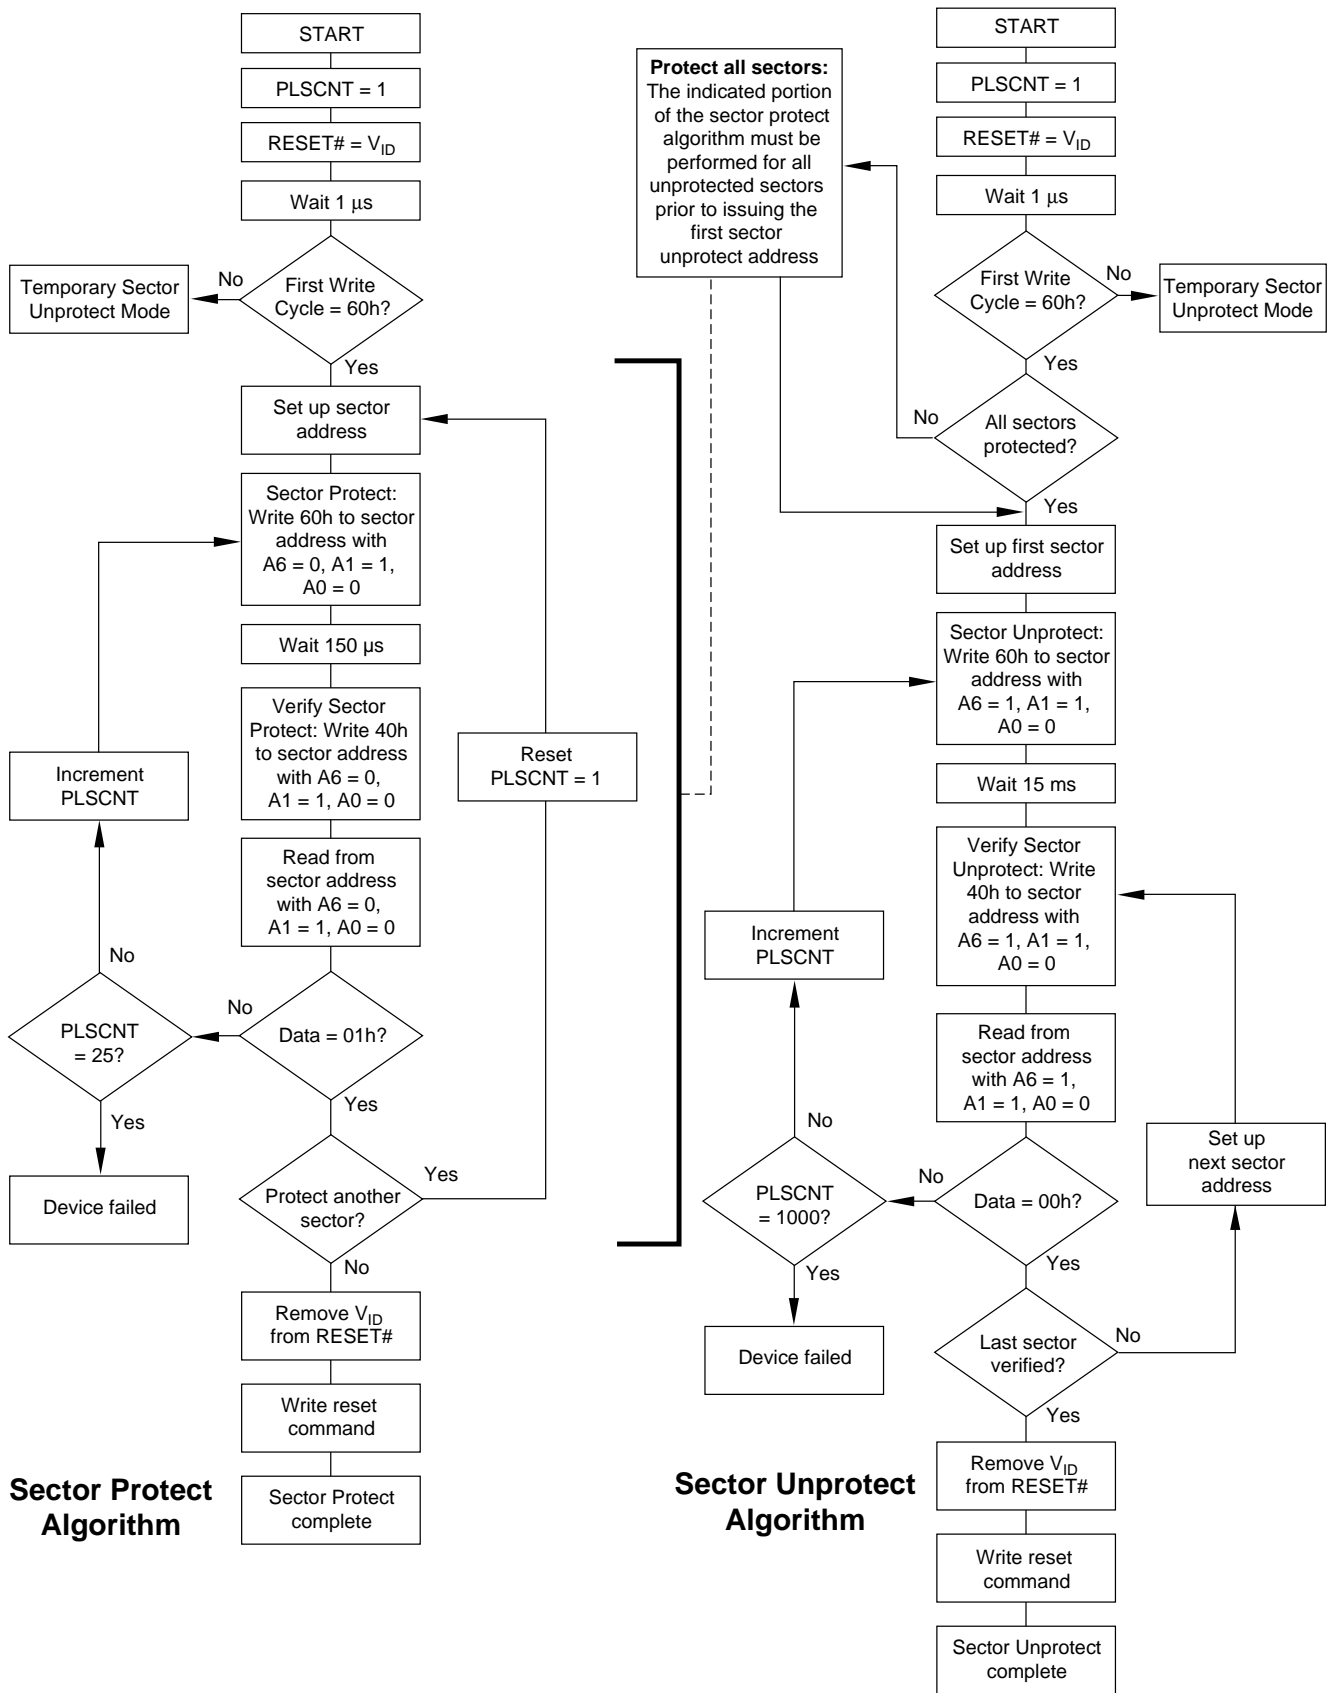 START
PLSCNT = 1
RESET# = VID
Wait 1 μs
First Write
Cycle = 60h?
No
Temporary Sector
Unprotect Mode
Yes
Set up sector
address
Sector Protect:
Write 60h to sector
address with
A6 = 0, A1 = 1,
A0 = 0
Wait 150 µs
Verify Sector
Protect: Write 40h
to sector address
with A6 = 0,
A1 = 1, A0 = 0
Read from
sector address
with A6 = 0,
A1 = 1, A0 = 0
Data = 01h?
No
PLSCNT
= 25?
No
Increment
PLSCNT
Yes
Device failed
Yes
Protect another
sector?
Yes
Reset
PLSCNT = 1
No
Remove VID
from RESET#
Write reset
command
Sector Protect
complete
Sector Protect
Algorithm
Protect all sectors:
The indicated portion
of the sector protect
algorithm must be
performed for all
unprotected sectors
prior to issuing the
first sector
unprotect address
START
PLSCNT = 1
RESET# = VID
Wait 1 μs
First Write
Cycle = 60h?
No
Temporary Sector
Unprotect Mode
Yes
All sectors
protected?
No
Yes
Set up first sector
address
Sector Unprotect:
Write 60h to sector
address with
A6 = 1, A1 = 1,
A0 = 0
Wait 15 ms
Verify Sector
Unprotect: Write
40h to sector
address with
A6 = 1, A1 = 1,
A0 = 0
Read from
sector address
with A6 = 1,
A1 = 1, A0 = 0
Data = 00h?
No
PLSCNT
= 1000?
No
Increment
PLSCNT
Yes
Device failed
Yes
Last sector
verified?
No
Set up
next sector
address
Yes
Remove VID
from RESET#
Write reset
command
Sector Unprotect
complete
Sector Unprotect
Algorithm